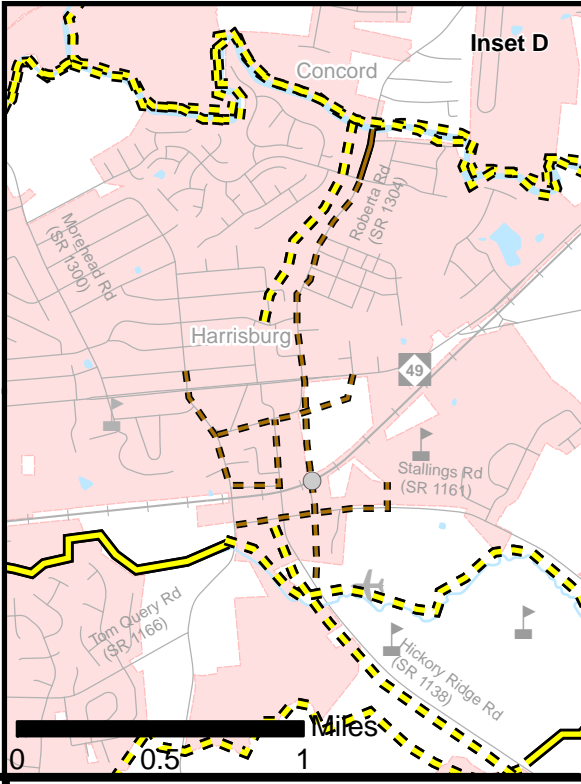 Inset D
Concord
Roberta Rd
(SR 1304)
Morehead Rd
(SR 1300)
Harrisburg
49
Stallings Rd
(SR 1161)
Tom Query Rd
(SR 1166)
Hickory Ridge Rd
(SR 1138)
Miles
0 0.5 1